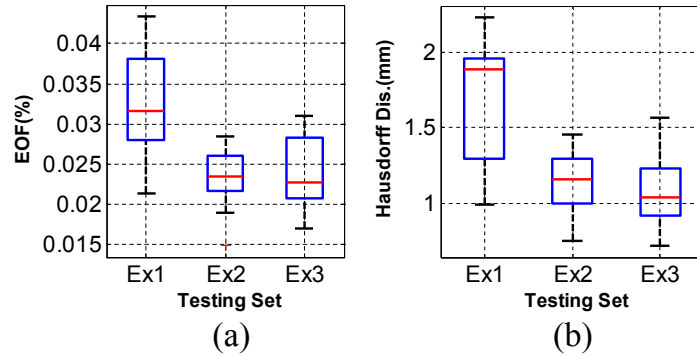 EOF(%)
0.04
0.035
0.03
0.025
0.02
0.015
Ex1 Ex2 Ex3
Testing Set
(a)
Hausdorff Dis.(mm)
2
1.5
1
Ex1 Ex2 Ex3
Testing Set
(b)